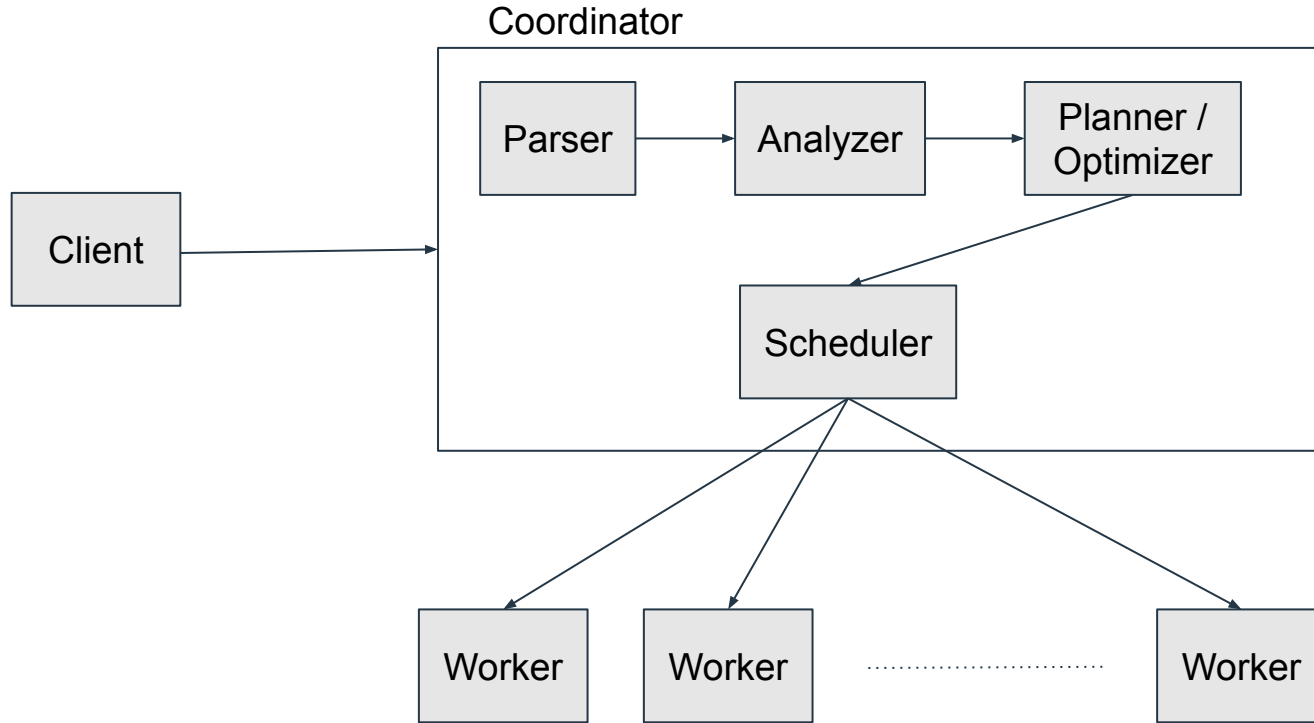 Coordinator
Parser
Analyzer
Planner /
Optimizer
Client
Scheduler
Worker
Worker
Worker